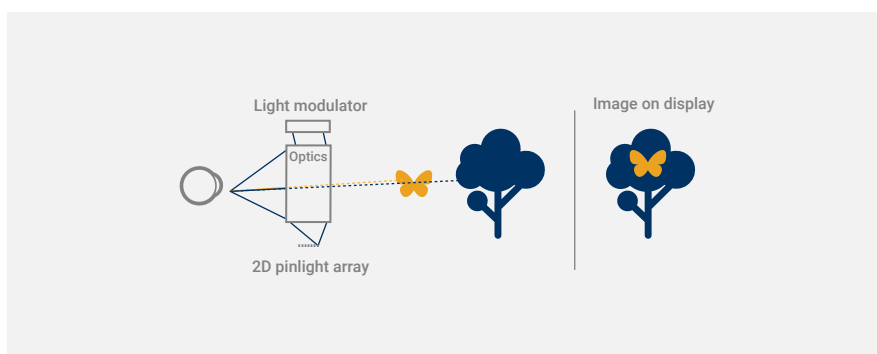 Light modulator
Image on display
Optics
2D pinlight array